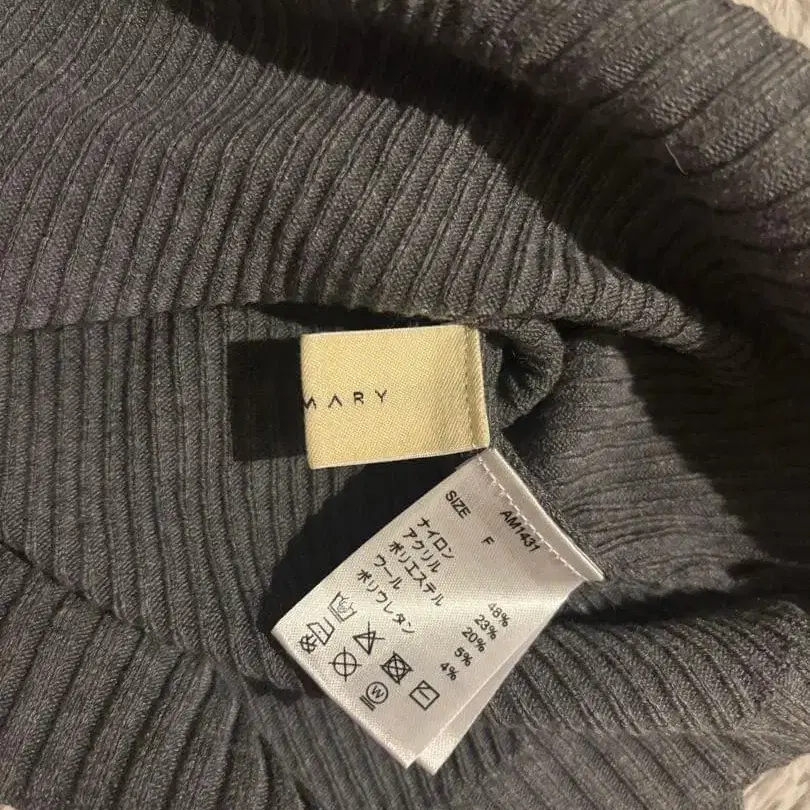 MARY
AM1431
SIZE F
ナイロン 48%
アクリル 23%
ポリエステル 20%
ウール 5%
ポリウレタン 4%
W